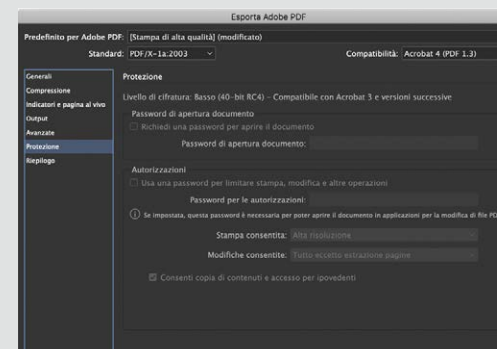 Esporta Adobe PDF
Predefinito per Adobe PDF: [Stampa di alta qualità] (modificato)
Standard: PDF/X-1a:2003 Compatibilità: Acrobat 4 (PDF 1.3)
Generali
Compressione
Indicatori e pagina al vivo
Output
Avanzate
Protezione
Riepilogo
Protezione
Livello di cifratura: Basso (40-bit RC4) - Compatibile con Acrobat 3 e versioni successive
Password di apertura documento
Richiedi una password per aprire il documento
Password di apertura documento:
Autorizzazioni
Usa una password per limitare stampa, modifica e altre operazioni
Password per le autorizzazioni:
Se impostata, questa password è necessaria per poter aprire il documento in applicazioni per la modifica di file PD
Stampa consentita: Alta risoluzione
Modifiche consentite: Tutto eccetto estrazione pagine
Consenti copia di contenuti e accesso per ipovedenti